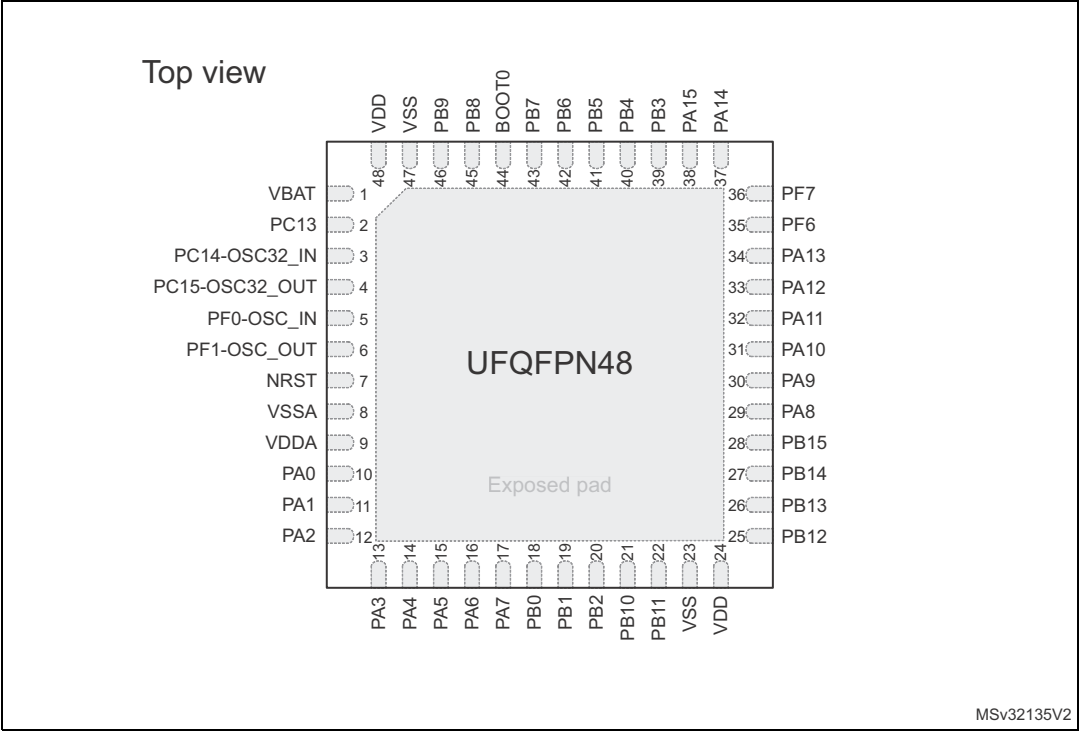 Top view
VDD
VSS
PB9
PB8
BOOT0
PB7
PB6
PB5
PB4
PB3
PA15
PA14
48
47
46
45
44
43
42
41
40
39
38
37
VBAT 1
PC13 2
PC14-OSC32_IN 3
PC15-OSC32_OUT 4
PF0-OSC_IN 5
PF1-OSC_OUT 6
NRST 7
VSSA 8
VDDA 9
PA0 10
PA1 11
PA2 12
36 PF7
35 PF6
34 PA13
33 PA12
32 PA11
31 PA10
30 PA9
29 PA8
28 PB15
27 PB14
26 PB13
25 PB12
UFQFPN48
Exposed pad
13
14
15
16
17
18
19
20
21
22
23
24
PA3
PA4
PA5
PA6
PA7
PB0
PB1
PB2
PB10
PB11
VSS
VDD
MSv32135V2